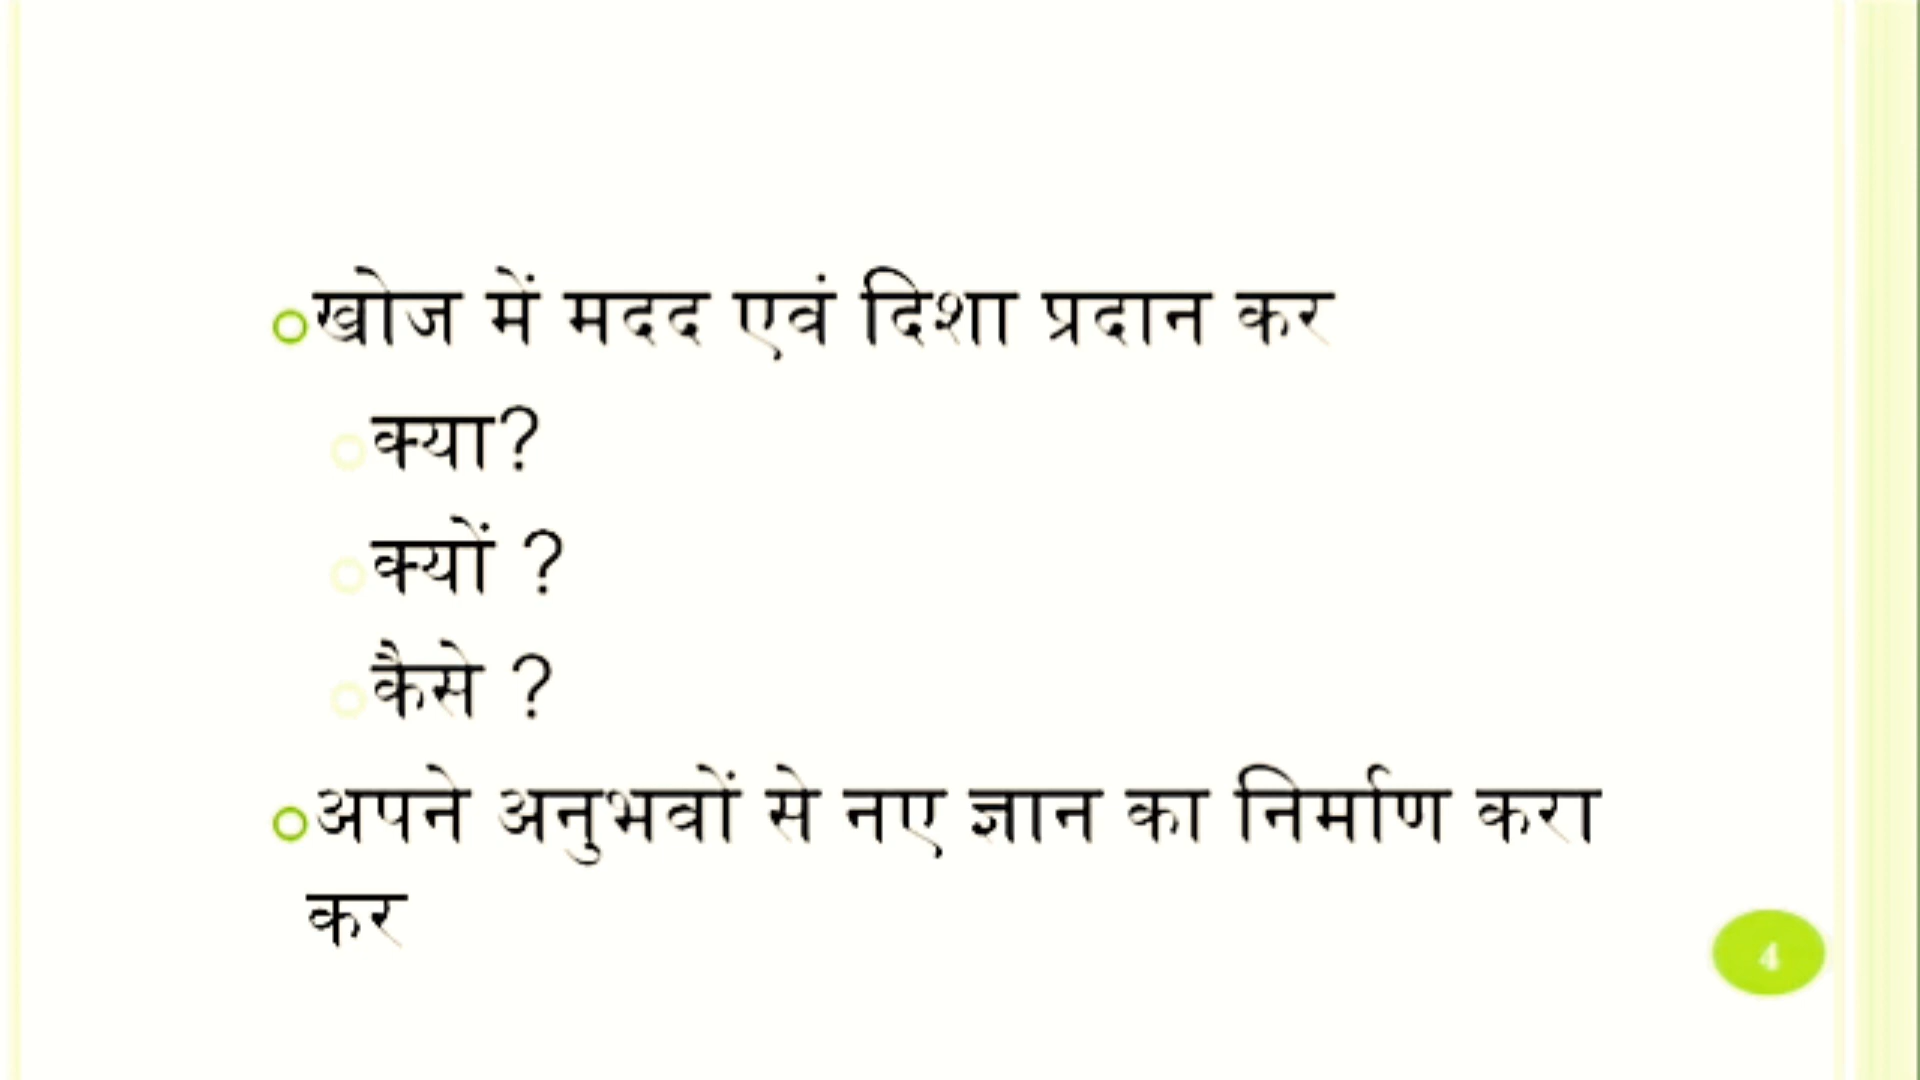 खोज में मदद एवं दिशा प्रदान कर
क्या?
क्यों ?
कैसे ?
अपने अनुभवों से नए ज्ञान का निर्माण करा
कर
4